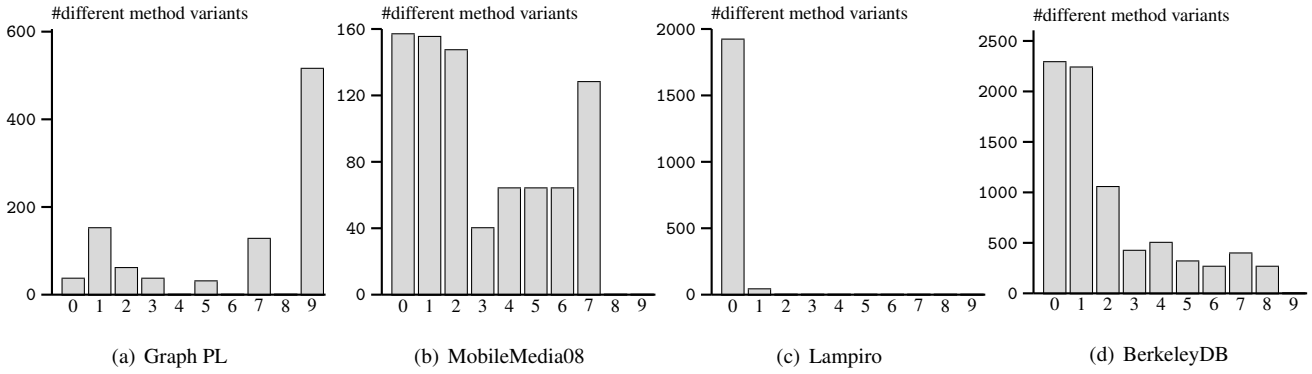 #different method variants
600
400
200
0
0 1 2 3 4 5 6 7 8 9
(a) Graph PL
#different method variants
160
120
80
40
0
0 1 2 3 4 5 6 7 8 9
(b) MobileMedia08
#different method variants
2000
1500
1000
500
0
0 1 2 3 4 5 6 7 8 9
(c) Lampiro
#different method variants
2500
2000
1500
1000
500
0
0 1 2 3 4 5 6 7 8 9
(d) BerkeleyDB